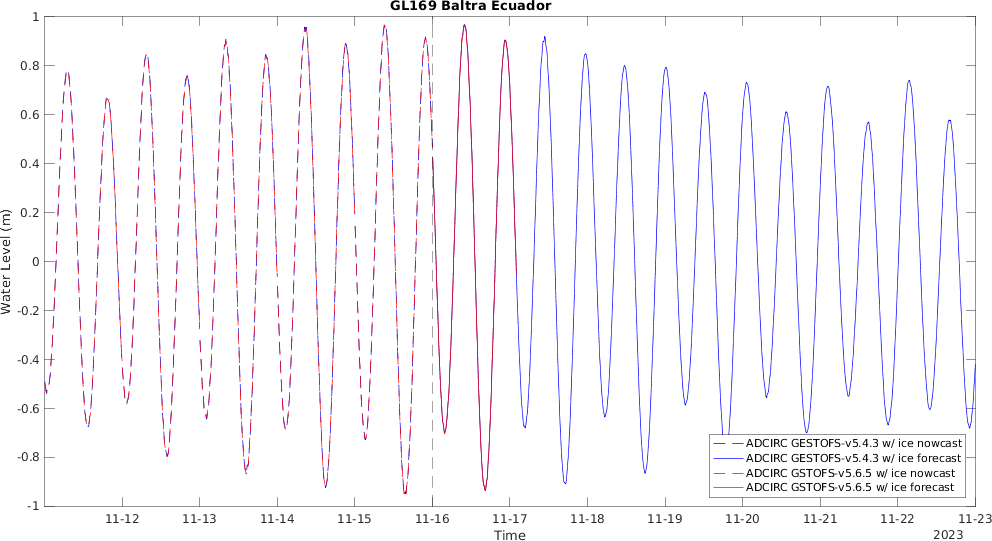 GL169 Baltra Ecuador
Water Level (m)
1
0.8
0.6
0.4
0.2
0
-0.2
-0.4
-0.6
-0.8
-1
ADCIRC GESTOFS-v5.4.3 w/ ice nowcast
ADCIRC GESTOFS-v5.4.3 w/ ice forecast
ADCIRC GSTOFS-v5.6.5 w/ ice nowcast
ADCIRC GSTOFS-v5.6.5 w/ ice forecast
11-12 11-13 11-14 11-15 11-16 11-17 11-18 11-19 11-20 11-21 11-22 11-23
Time
2023